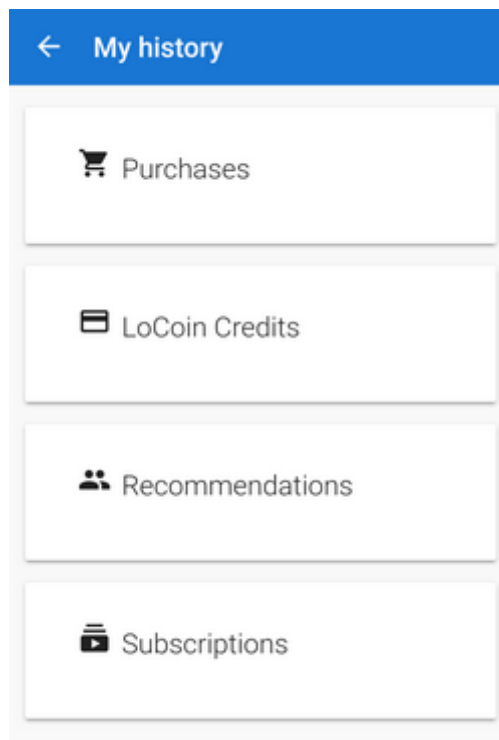 My history
Purchases
LoCoin Credits
Recommendations
Subscriptions